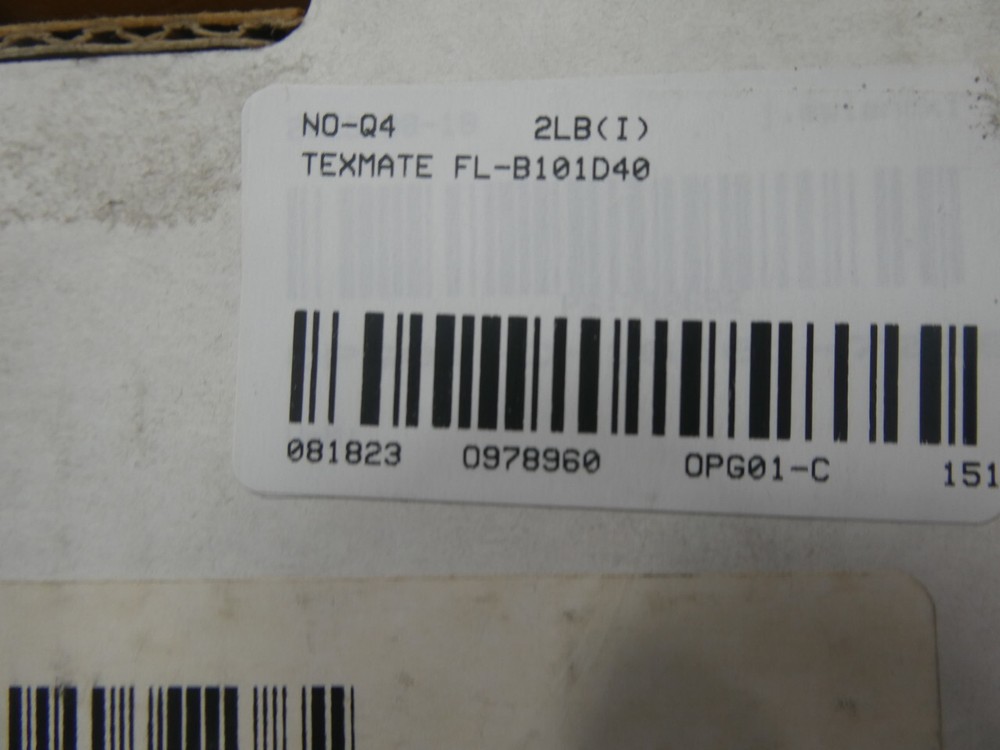 NO-Q4 2LB(I)
TEXMATE FL-B101D40
081823 0978960 OPG01-C 151